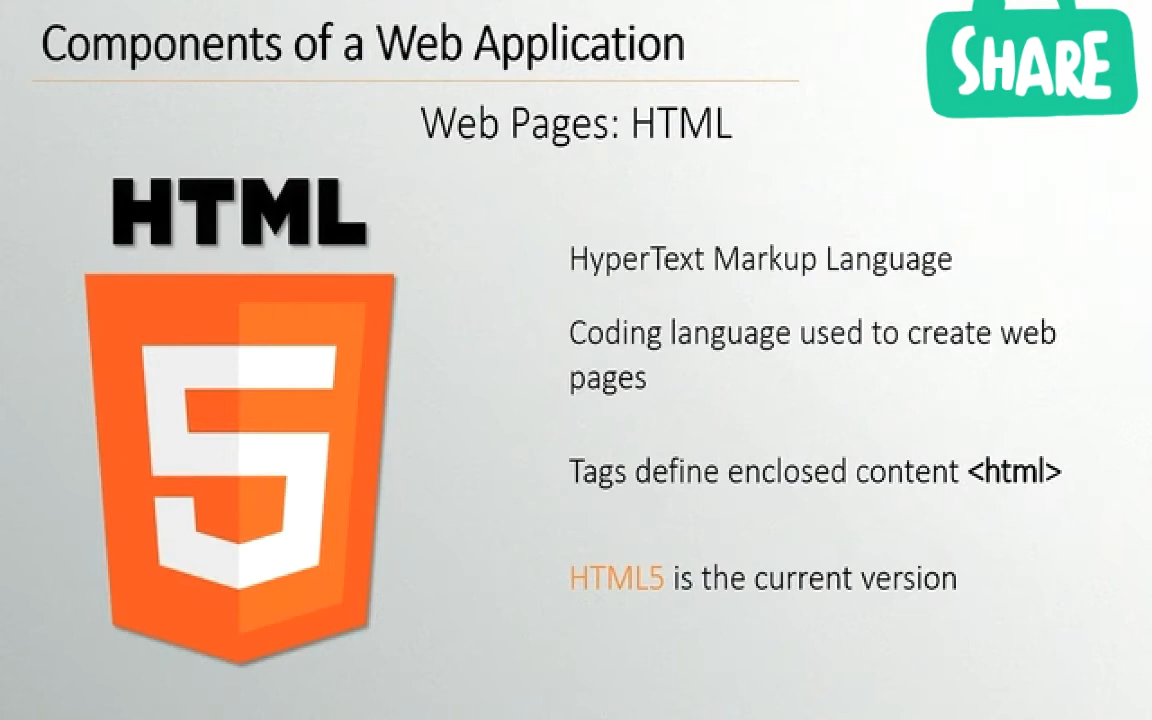 Components of a Web Application
SHARE
Web Pages: HTML
HTML
5
HyperText Markup Language
Coding language used to create web
pages
Tags define enclosed content <html>
HTML5 is the current version